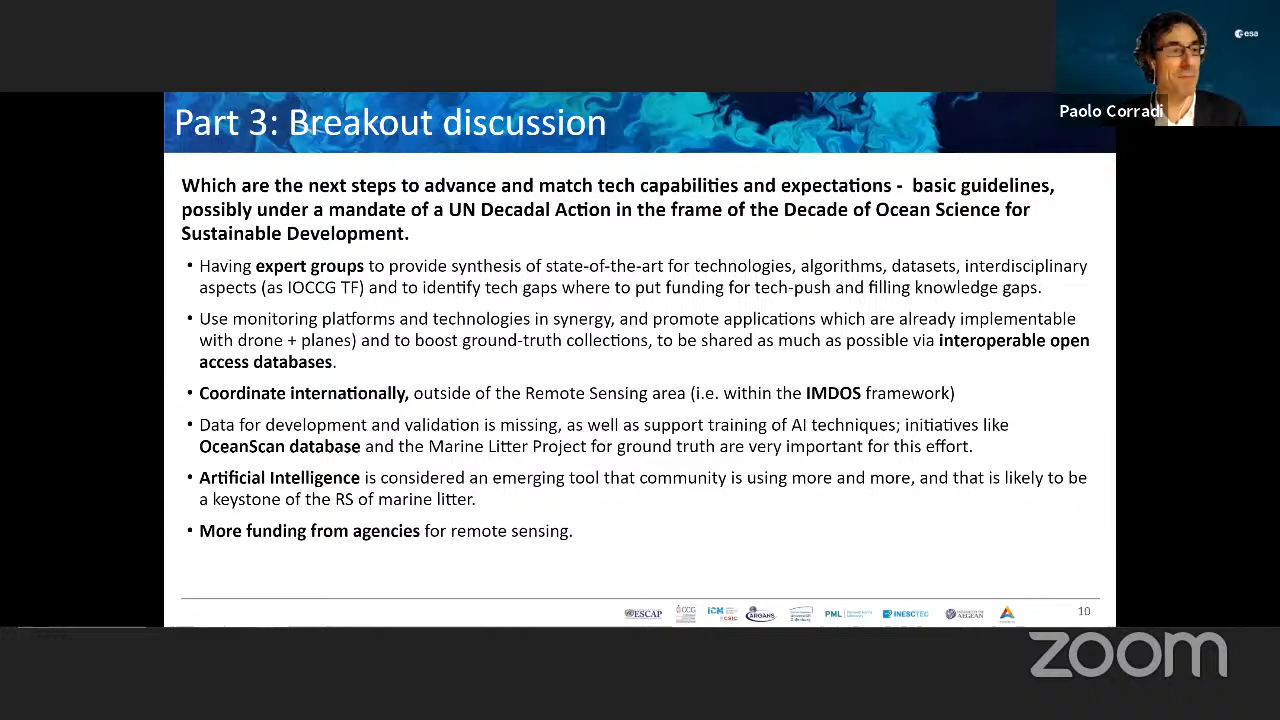 esa
Paolo Corradi
Part 3: Breakout discussion
Which are the next steps to advance and match tech capabilities and expectations - basic guidelines,
possibly under a mandate of a UN Decadal Action in the frame of the Decade of Ocean Science for
Sustainable Development.
• Having expert groups to provide synthesis of state-of-the-art for technologies, algorithms, datasets, interdisciplinary
aspects (as IOCCG TF) and to identify tech gaps where to put funding for tech-push and filling knowledge gaps.
• Use monitoring platforms and technologies in synergy, and promote applications which are already implementable
with drone + planes) and to boost ground-truth collections, to be shared as much as possible via interoperable open
access databases.
• Coordinate internationally, outside of the Remote Sensing area (i.e. within the IMDOS framework)
• Data for development and validation is missing, as well as support training of AI techniques; initiatives like
OceanScan database and the Marine Litter Project for ground truth are very important for this effort.
• Artificial Intelligence is considered an emerging tool that community is using more and more, and that is likely to be
a keystone of the RS of marine litter.
• More funding from agencies for remote sensing.
ESCAP
ICM
CSIC
ARGANS
PML
INESCTEC
AEGEAN
10
zoom